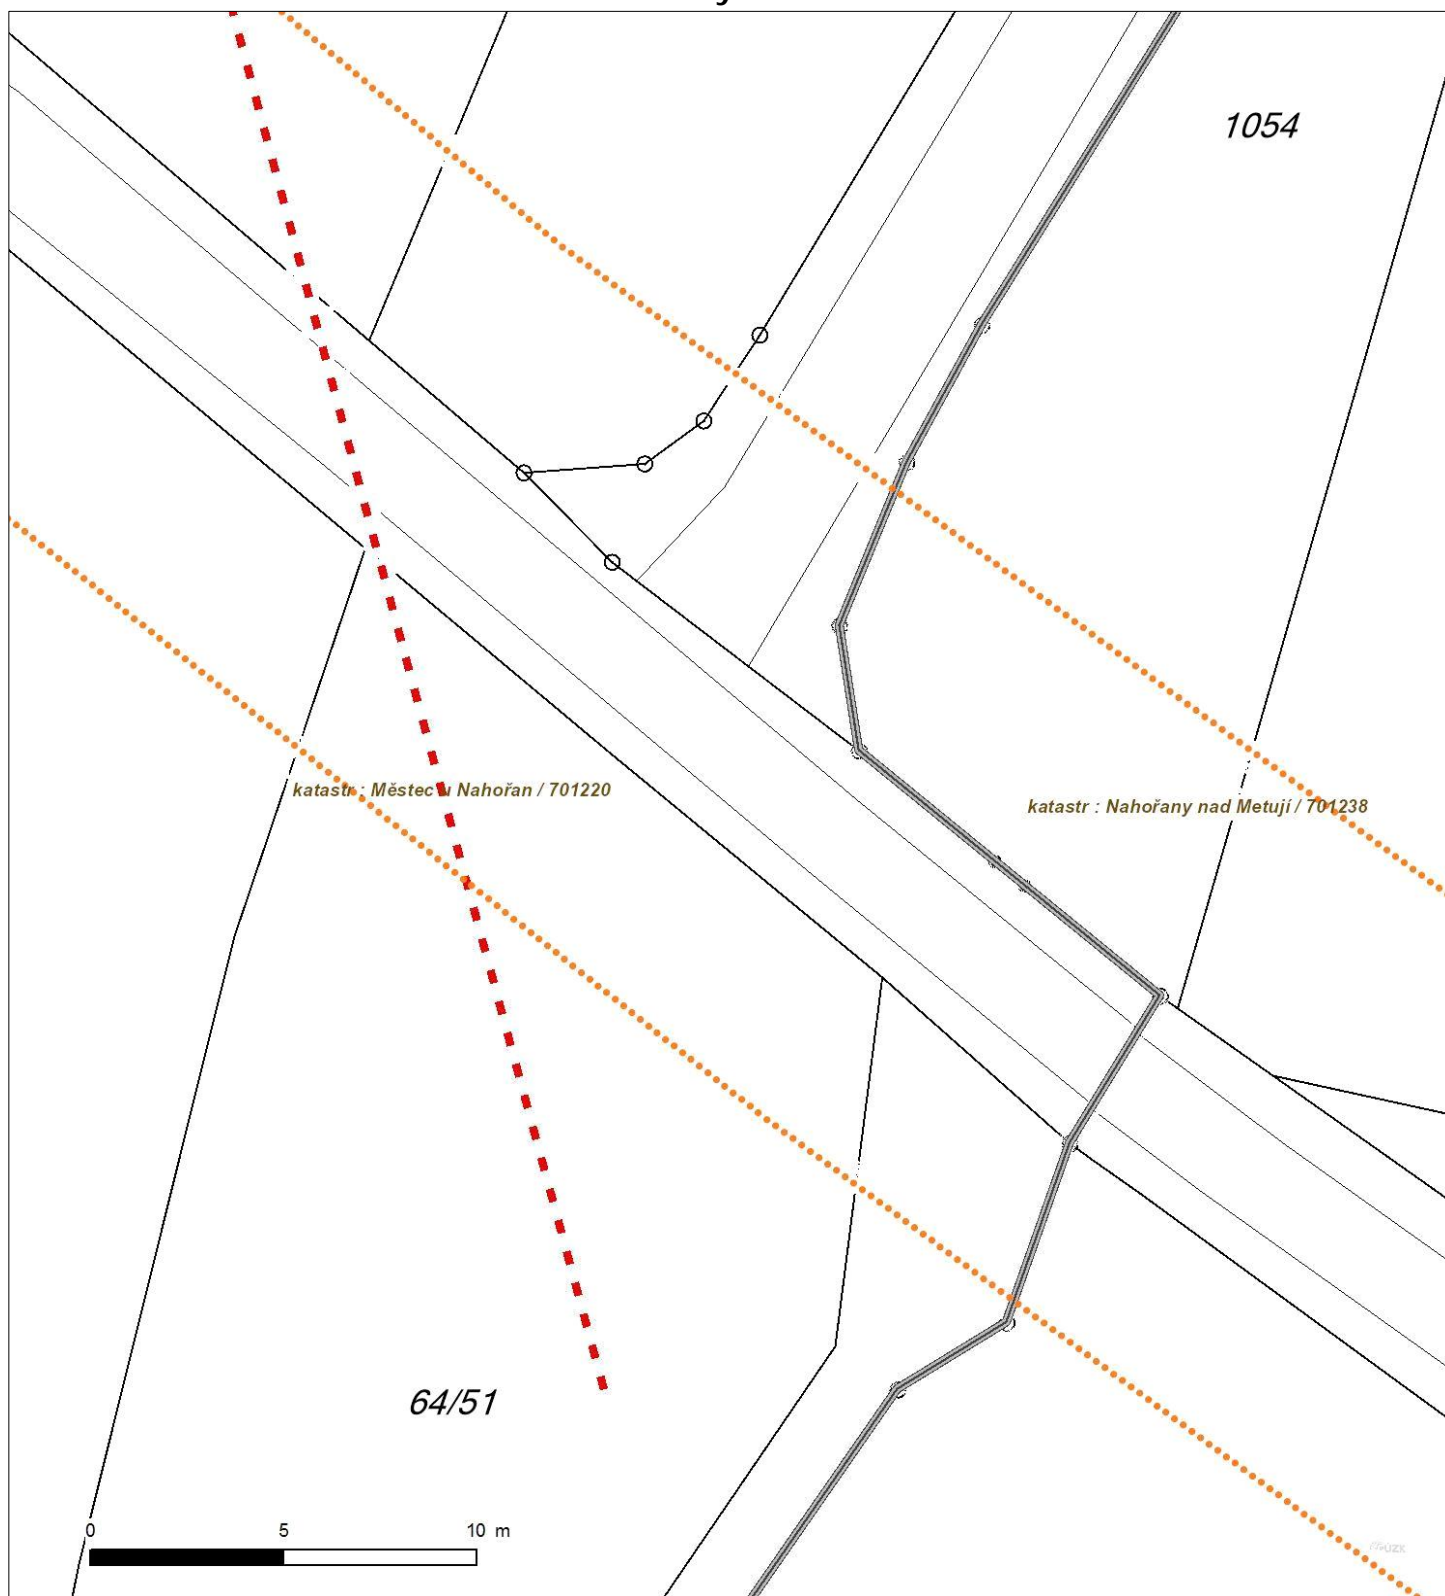 1054
katastr : Městec u Nahořan / 701220
katastr : Nahořany nad Metují / 701238
64/51
0 5 10 m